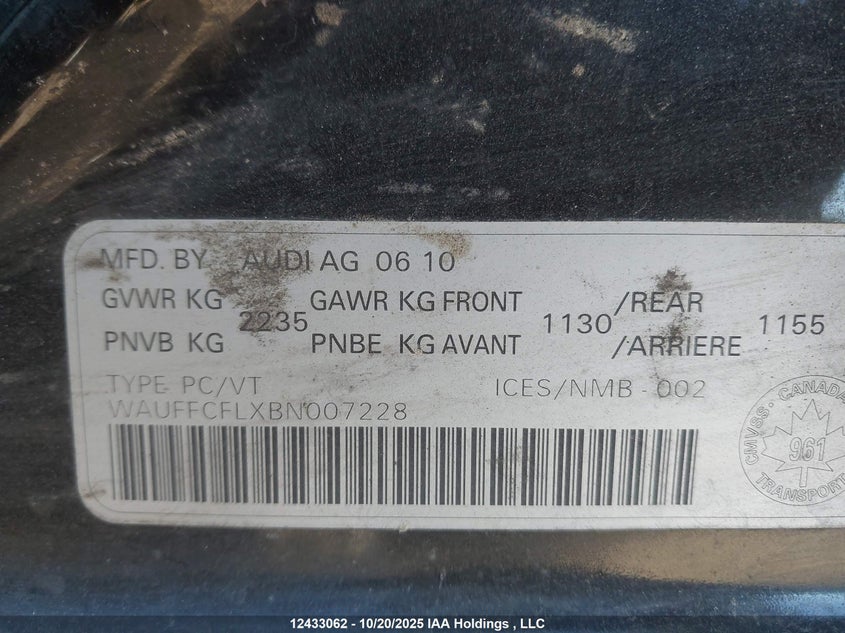 MFD. BY AUDI AG 06 10
GVWR KG 2235 GAWR KG FRONT 1130 /REAR 1155
PNVB KG PNBE KG AVANT /ARRIERE
TYPE PC/VT ICES/NMB-002
WAUFFCFLXBN007228
CMVSS · CANADA
961
TRANSPORT
12433062 - 10/20/2025 IAA Holdings , LLC